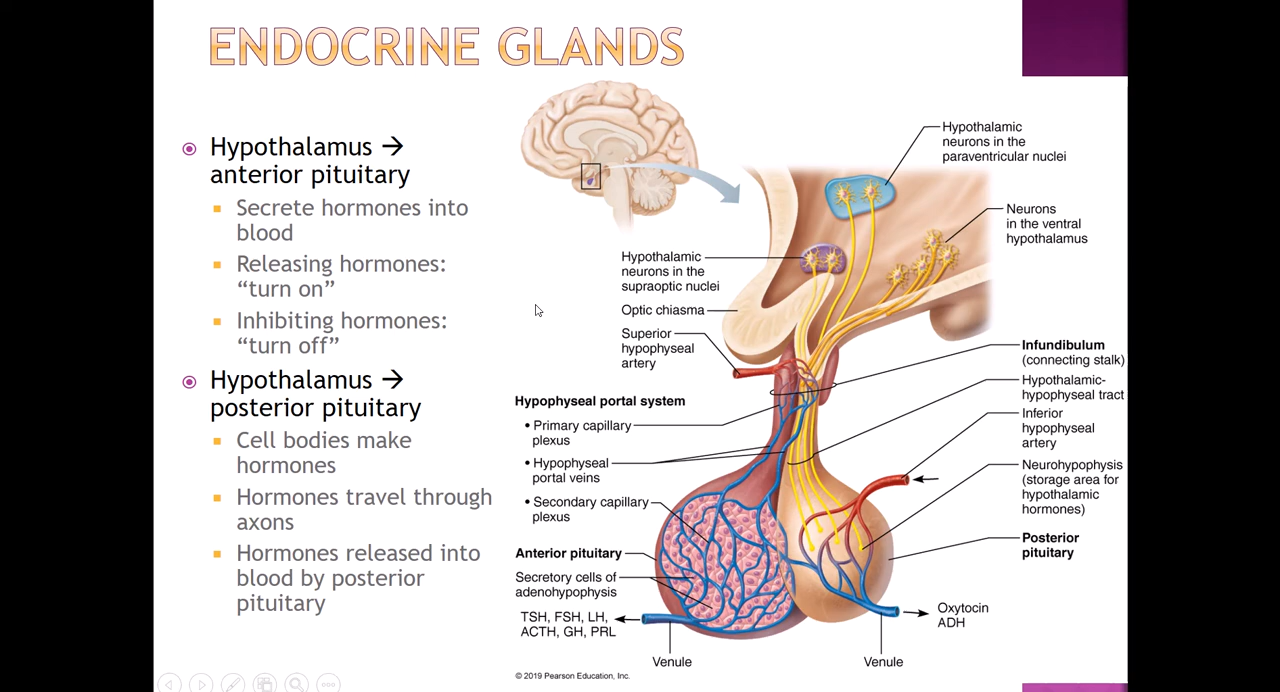 ENDOCRINE GLANDS
Hypothalamus →
anterior pituitary
Secrete hormones into
blood
Releasing hormones:
“turn on”
Inhibiting hormones:
“turn off”
Hypothalamus →
posterior pituitary
Cell bodies make
hormones
Hormones travel through
axons
Hormones released into
blood by posterior
pituitary
Hypothalamic
neurons in the
paraventricular nuclei
Neurons
in the ventral
hypothalamus
Hypothalamic
neurons in the
supraoptic nuclei
Optic chiasma
Superior
hypophyseal
artery
Infundibulum
(connecting stalk)
Hypothalamic-
hypophyseal tract
Inferior
hypophyseal
artery
Neurohypophysis
(storage area for
hypothalamic
hormones)
Posterior
pituitary
Hypophyseal portal system
• Primary capillary
plexus
• Hypophyseal
portal veins
• Secondary capillary
plexus
Anterior pituitary
Secretory cells of
adenohypophysis
TSH, FSH, LH,
ACTH, GH, PRL
Oxytocin
ADH
Venule
Venule
© 2019 Pearson Education, Inc.